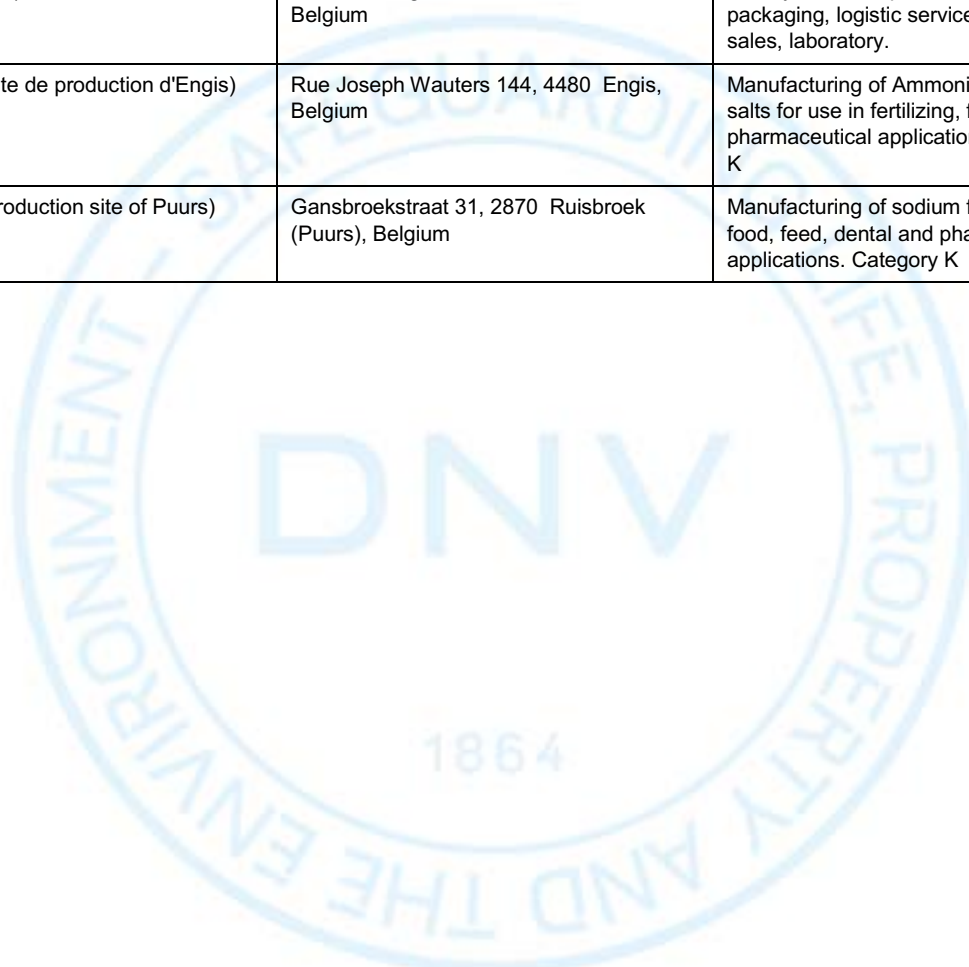 Belgium
packaging, logistic service
sales, laboratory.
te de production d'Engis)
Rue Joseph Wauters 144, 4480 Engis,
Belgium
Manufacturing of Ammoni
salts for use in fertilizing, f
pharmaceutical application
K
roduction site of Puurs)
Gansbroekstraat 31, 2870 Ruisbroek
(Puurs), Belgium
Manufacturing of sodium f
food, feed, dental and pha
applications. Category K
SAFEGUARDING LIFE, PROPERTY AND THE ENVIRONMENT
DNV
1864